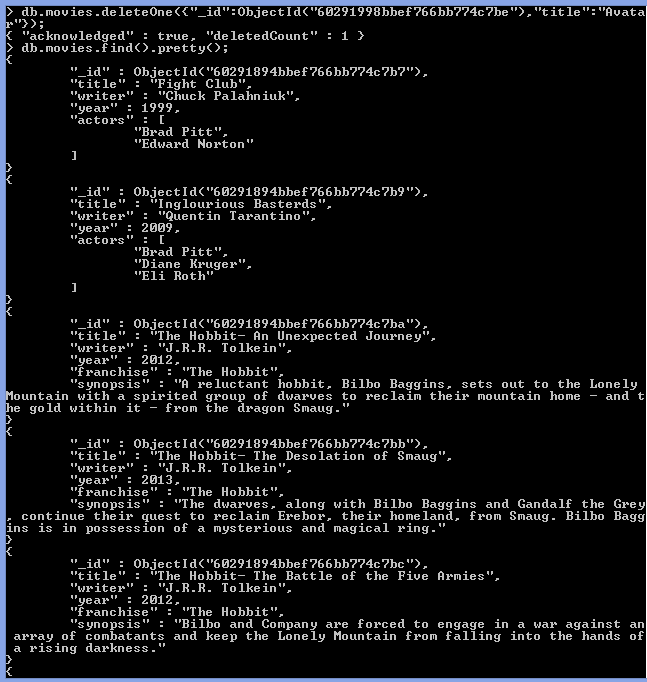 > db.movies.deleteOne({"_id":ObjectId("60291998bbef766bb774c7be"),"title":"Avata
r"});
{ "acknowledged" : true, "deletedCount" : 1 }
> db.movies.find().pretty();
{
"_id" : ObjectId("60291894bbef766bb774c7b7"),
"title" : "Fight Club",
"writer" : "Chuck Palahniuk",
"year" : 1999,
"actors" : [
"Brad Pitt",
"Edward Norton"
]
}
{
"_id" : ObjectId("60291894bbef766bb774c7b9"),
"title" : "Inglourious Basterds",
"writer" : "Quentin Tarantino",
"year" : 2009,
"actors" : [
"Brad Pitt",
"Diane Kruger",
"Eli Roth"
]
}
{
"_id" : ObjectId("60291894bbef766bb774c7ba"),
"title" : "The Hobbit- An Unexpected Journey",
"writer" : "J.R.R. Tolkein",
"year" : 2012,
"franchise" : "The Hobbit",
"synopsis" : "A reluctant hobbit, Bilbo Baggins, sets out to the Lonely
Mountain with a spirited group of dwarves to reclaim their mountain home - and t
he gold within it - from the dragon Smaug."
}
{
"_id" : ObjectId("60291894bbef766bb774c7bb"),
"title" : "The Hobbit- The Desolation of Smaug",
"writer" : "J.R.R. Tolkein",
"year" : 2013,
"franchise" : "The Hobbit",
"synopsis" : "The dwarves, along with Bilbo Baggins and Gandalf the Grey
, continue their quest to reclaim Erebor, their homeland, from Smaug. Bilbo Bagg
ins is in possession of a mysterious and magical ring."
}
{
"_id" : ObjectId("60291894bbef766bb774c7bc"),
"title" : "The Hobbit- The Battle of the Five Armies",
"writer" : "J.R.R. Tolkein",
"year" : 2012,
"franchise" : "The Hobbit",
"synopsis" : "Bilbo and Company are forced to engage in a war against an
array of combatants and keep the Lonely Mountain from falling into the hands of
a rising darkness."
}
{